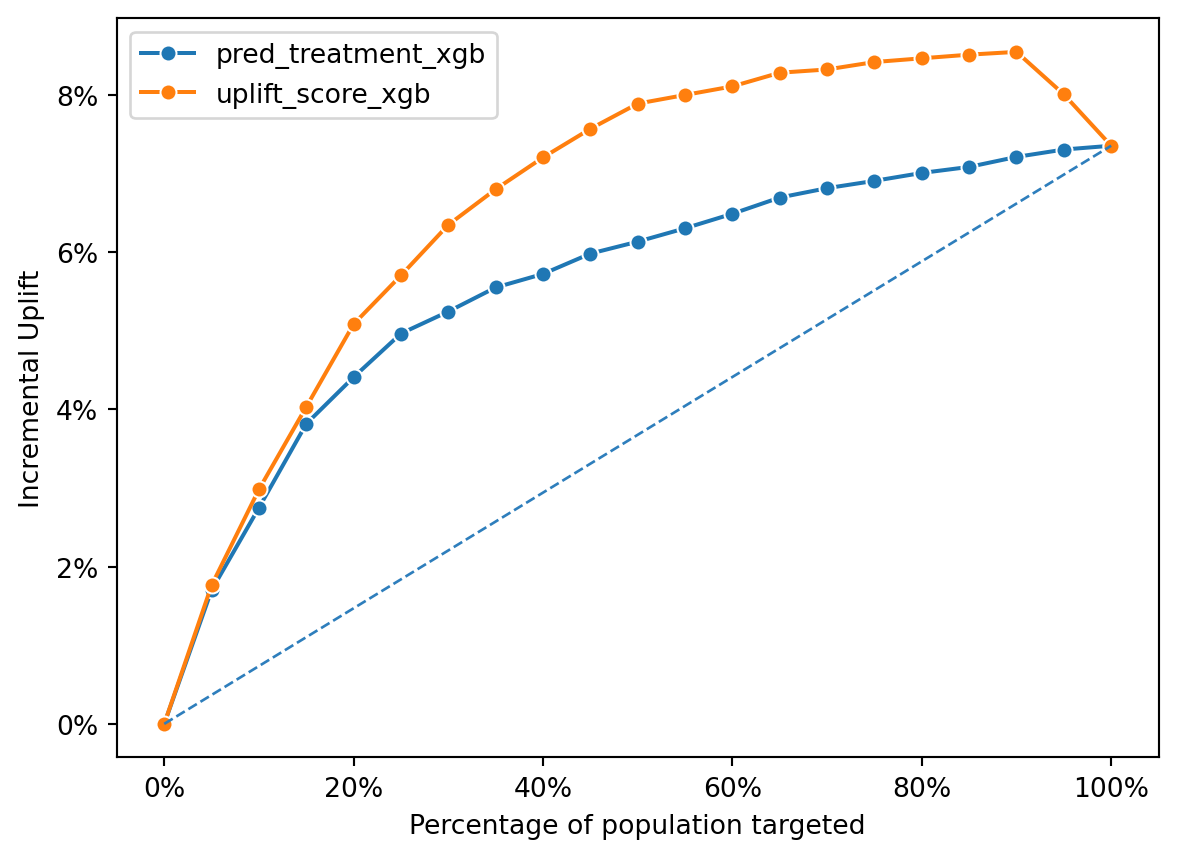 pred_treatment_xgb
uplift_score_xgb
8%
6%
4%
2%
0%
Incremental Uplift
0%
20%
40%
60%
80%
100%
Percentage of population targeted